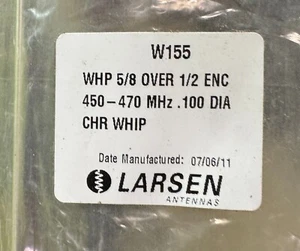 W155
WHP 5/8 OVER 1/2 ENC
450-470 MHz .100 DIA
CHR WHIP
Date Manufactured: 07/06/11
LARSEN
ANTENNAS